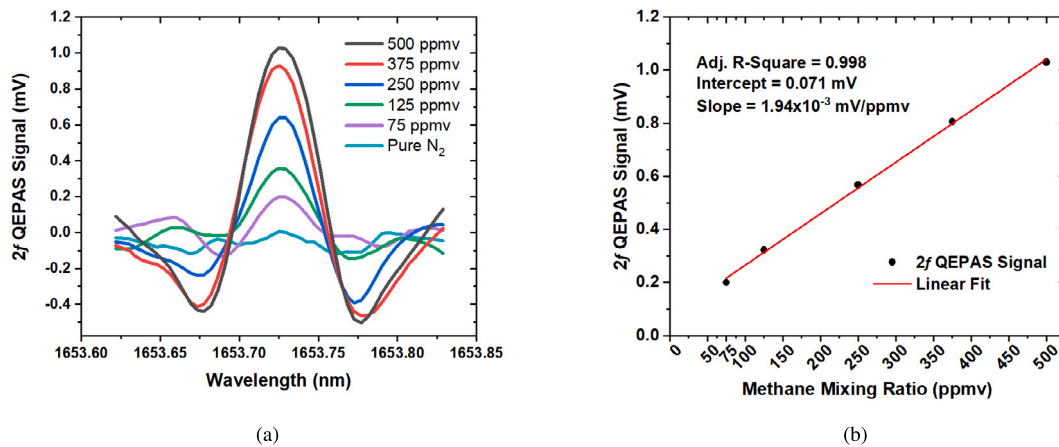 2f QEPAS Signal (mV)
1.2
1.0
0.8
0.6
0.4
0.2
0.0
-0.2
-0.4
500 ppmv
375 ppmv
250 ppmv
125 ppmv
75 ppmv
Pure N₂
1653.60 1653.65 1653.70 1653.75 1653.80 1653.85
Wavelength (nm)
(a)
2f QEPAS Signal (mV)
1.2
1.0
0.8
0.6
0.4
0.2
0.0
Adj. R-Square = 0.998
Intercept = 0.071 mV
Slope = 1.94x10⁻³ mV/ppmv
2f QEPAS Signal
Linear Fit
0 50 75 100 125 150 200 250 300 350 375 400 450 500
Methane Mixing Ratio (ppmv)
(b)